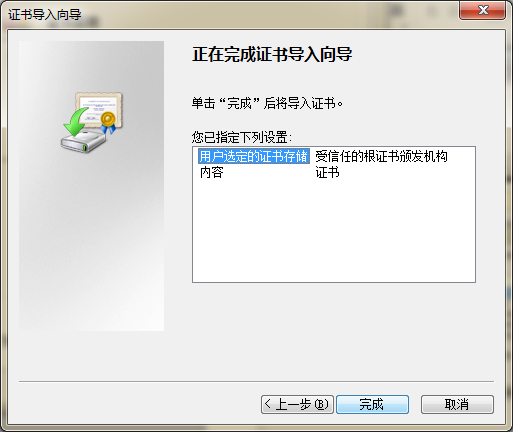 证书导入向导
正在完成证书导入向导
单击“完成”后将导入证书。
您已指定下列设置:
用户选定的证书存储 受信任的根证书颁发机构
内容 证书
< 上一步(B) 完成 取消